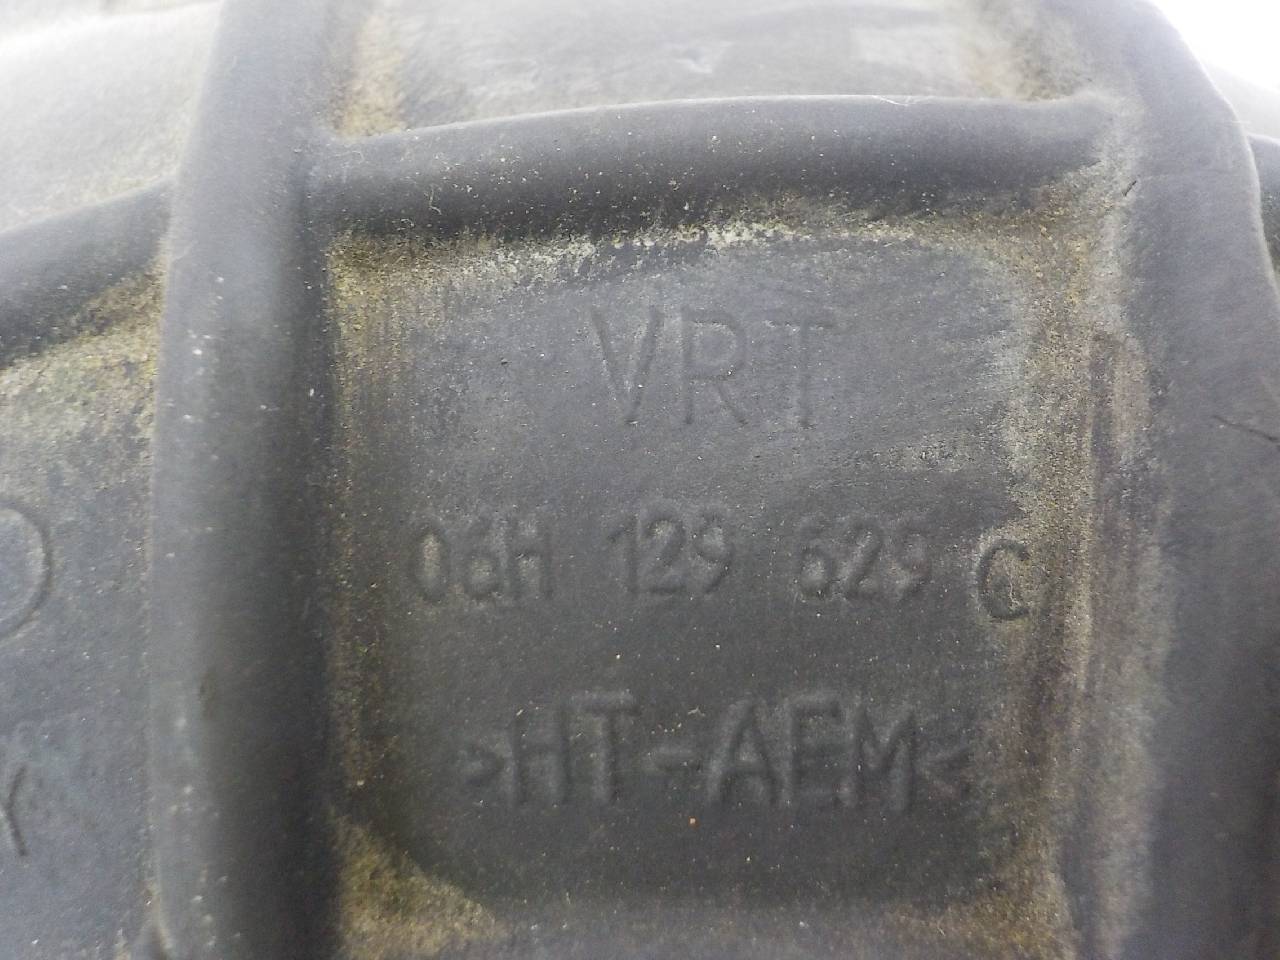 VRT
06H 129 629 C
>HT-AEM<
Y